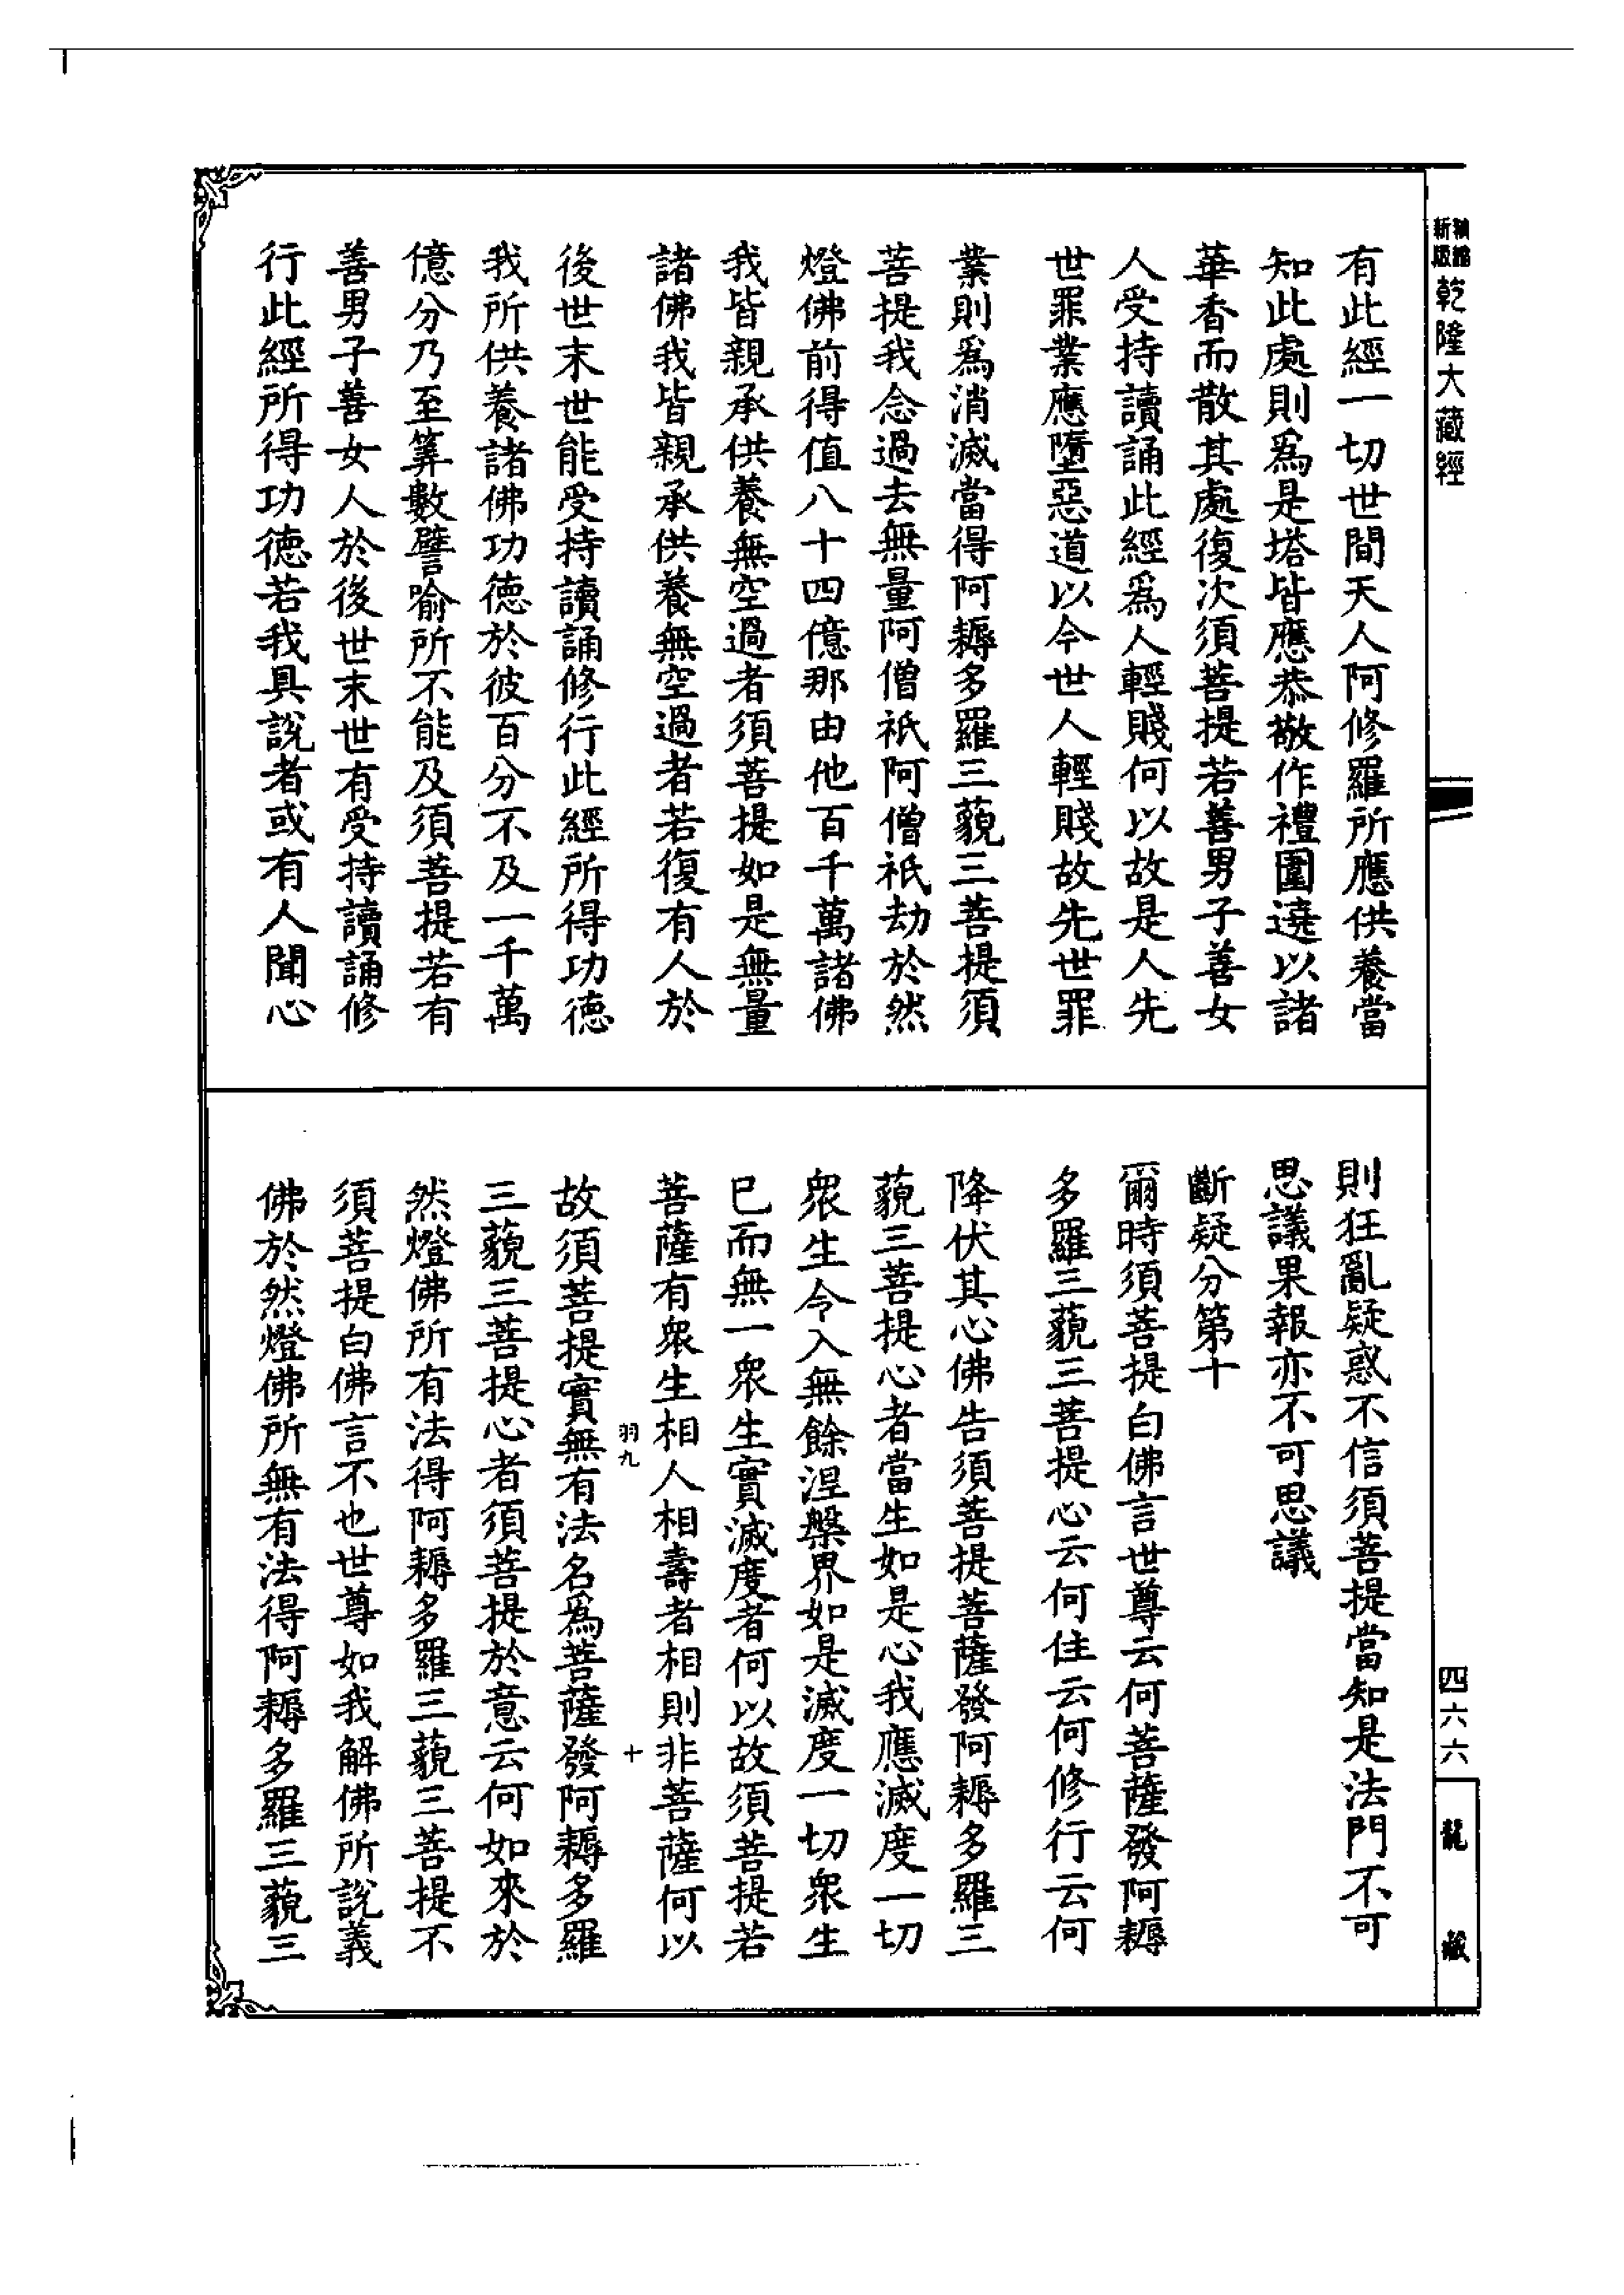 新版縮編乾隆大藏經
有此經一切世間天人阿修羅所應供養當
知此處則為是塔皆應恭敬作禮圍遶以諸
華香而散其處復次須菩提若善男子善女
人受持讀誦此經為人輕賤何以故是人先
世罪業應墮惡道以今世人輕賤故先世罪
業則為消滅當得阿耨多羅三藐三菩提須
菩提我念過去無量阿僧祇阿僧祇劫於然
燈佛前得值八十四億那由他百千萬諸佛
我皆親承供養無空過者須菩提如是無量
諸佛我皆親承供養無空過者若復有人於
後世末世能受持讀誦修行此經所得功德
我所供養諸佛功德於彼百分不及一千萬
億分乃至筭數譬喻所不能及須菩提若有
善男子善女人於後世末世有受持讀誦修
行此經所得功德若我具說者或有人聞心
則狂亂疑惑不信須菩提當知是法門不可
思議果報亦不可思議
斷疑分第十
爾時須菩提白佛言世尊云何菩薩發阿耨
多羅三藐三菩提心云何住云何修行云何
降伏其心佛告須菩提菩薩發阿耨多羅三
藐三菩提心者當生如是心我應滅度一切
眾生令入無餘涅槃界如是滅度一切眾生
已而無一眾生實滅度者何以故須菩提若
菩薩有眾生相人相壽者相則非菩薩何以
羽九 十
故須菩提實無有法名為菩薩發阿耨多羅
三藐三菩提心者須菩提於意云何如來於
然燈佛所有法得阿耨多羅三藐三菩提不
須菩提白佛言不也世尊如我解佛所說義
佛於然燈佛所無有法得阿耨多羅三藐三
四六六
龍藏